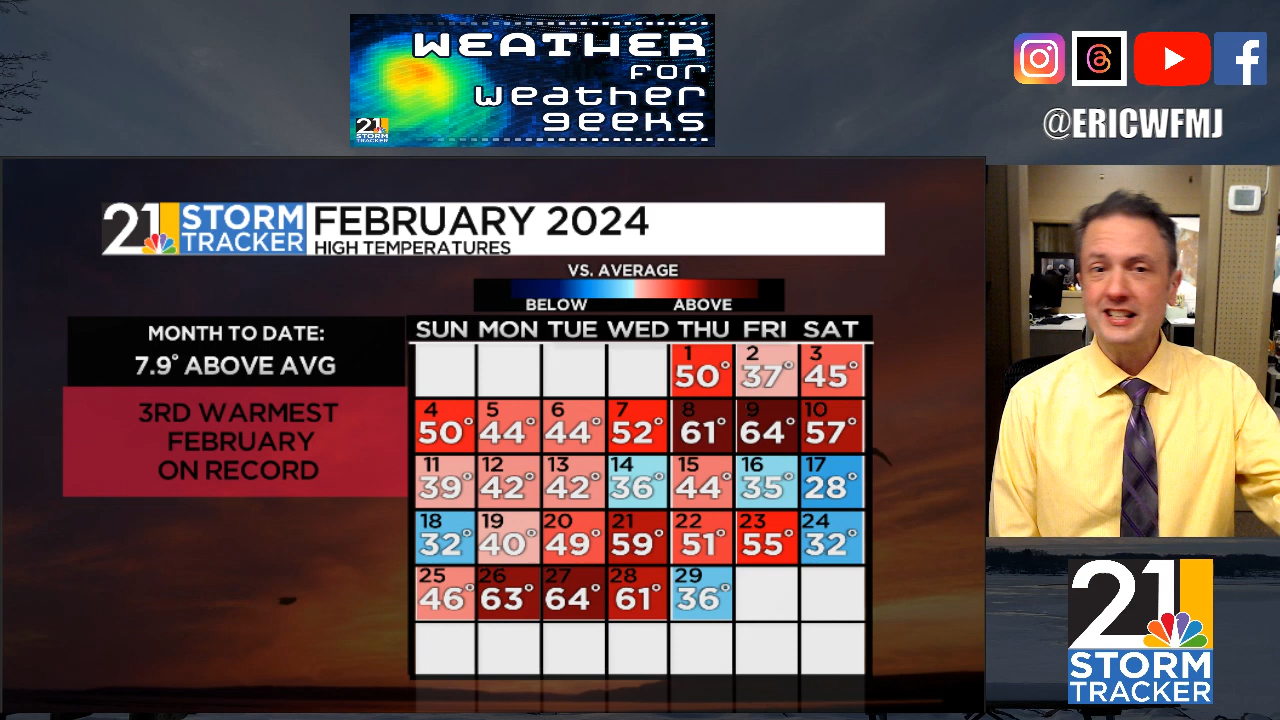 WEATHER
FOR
weather
geeks
21
STORM
TRACKER
@ERICWFMJ
21 STORM
TRACKER
FEBRUARY 2024
HIGH TEMPERATURES
VS. AVERAGE
BELOW ABOVE
MONTH TO DATE:
7.9° ABOVE AVG
3RD WARMEST
FEBRUARY
ON RECORD
SUN MON TUE WED THU FRI SAT
1 2 3
50° 37° 45°
4 5 6 7 8 9 10
50° 44° 44° 52° 61° 64° 57°
11 12 13 14 15 16 17
39° 42° 42° 36° 44° 35° 28°
18 19 20 21 22 23 24
32° 40° 49° 59° 51° 55° 32°
25 26 27 28 29
46° 63° 64° 61° 36°
21
STORM
TRACKER